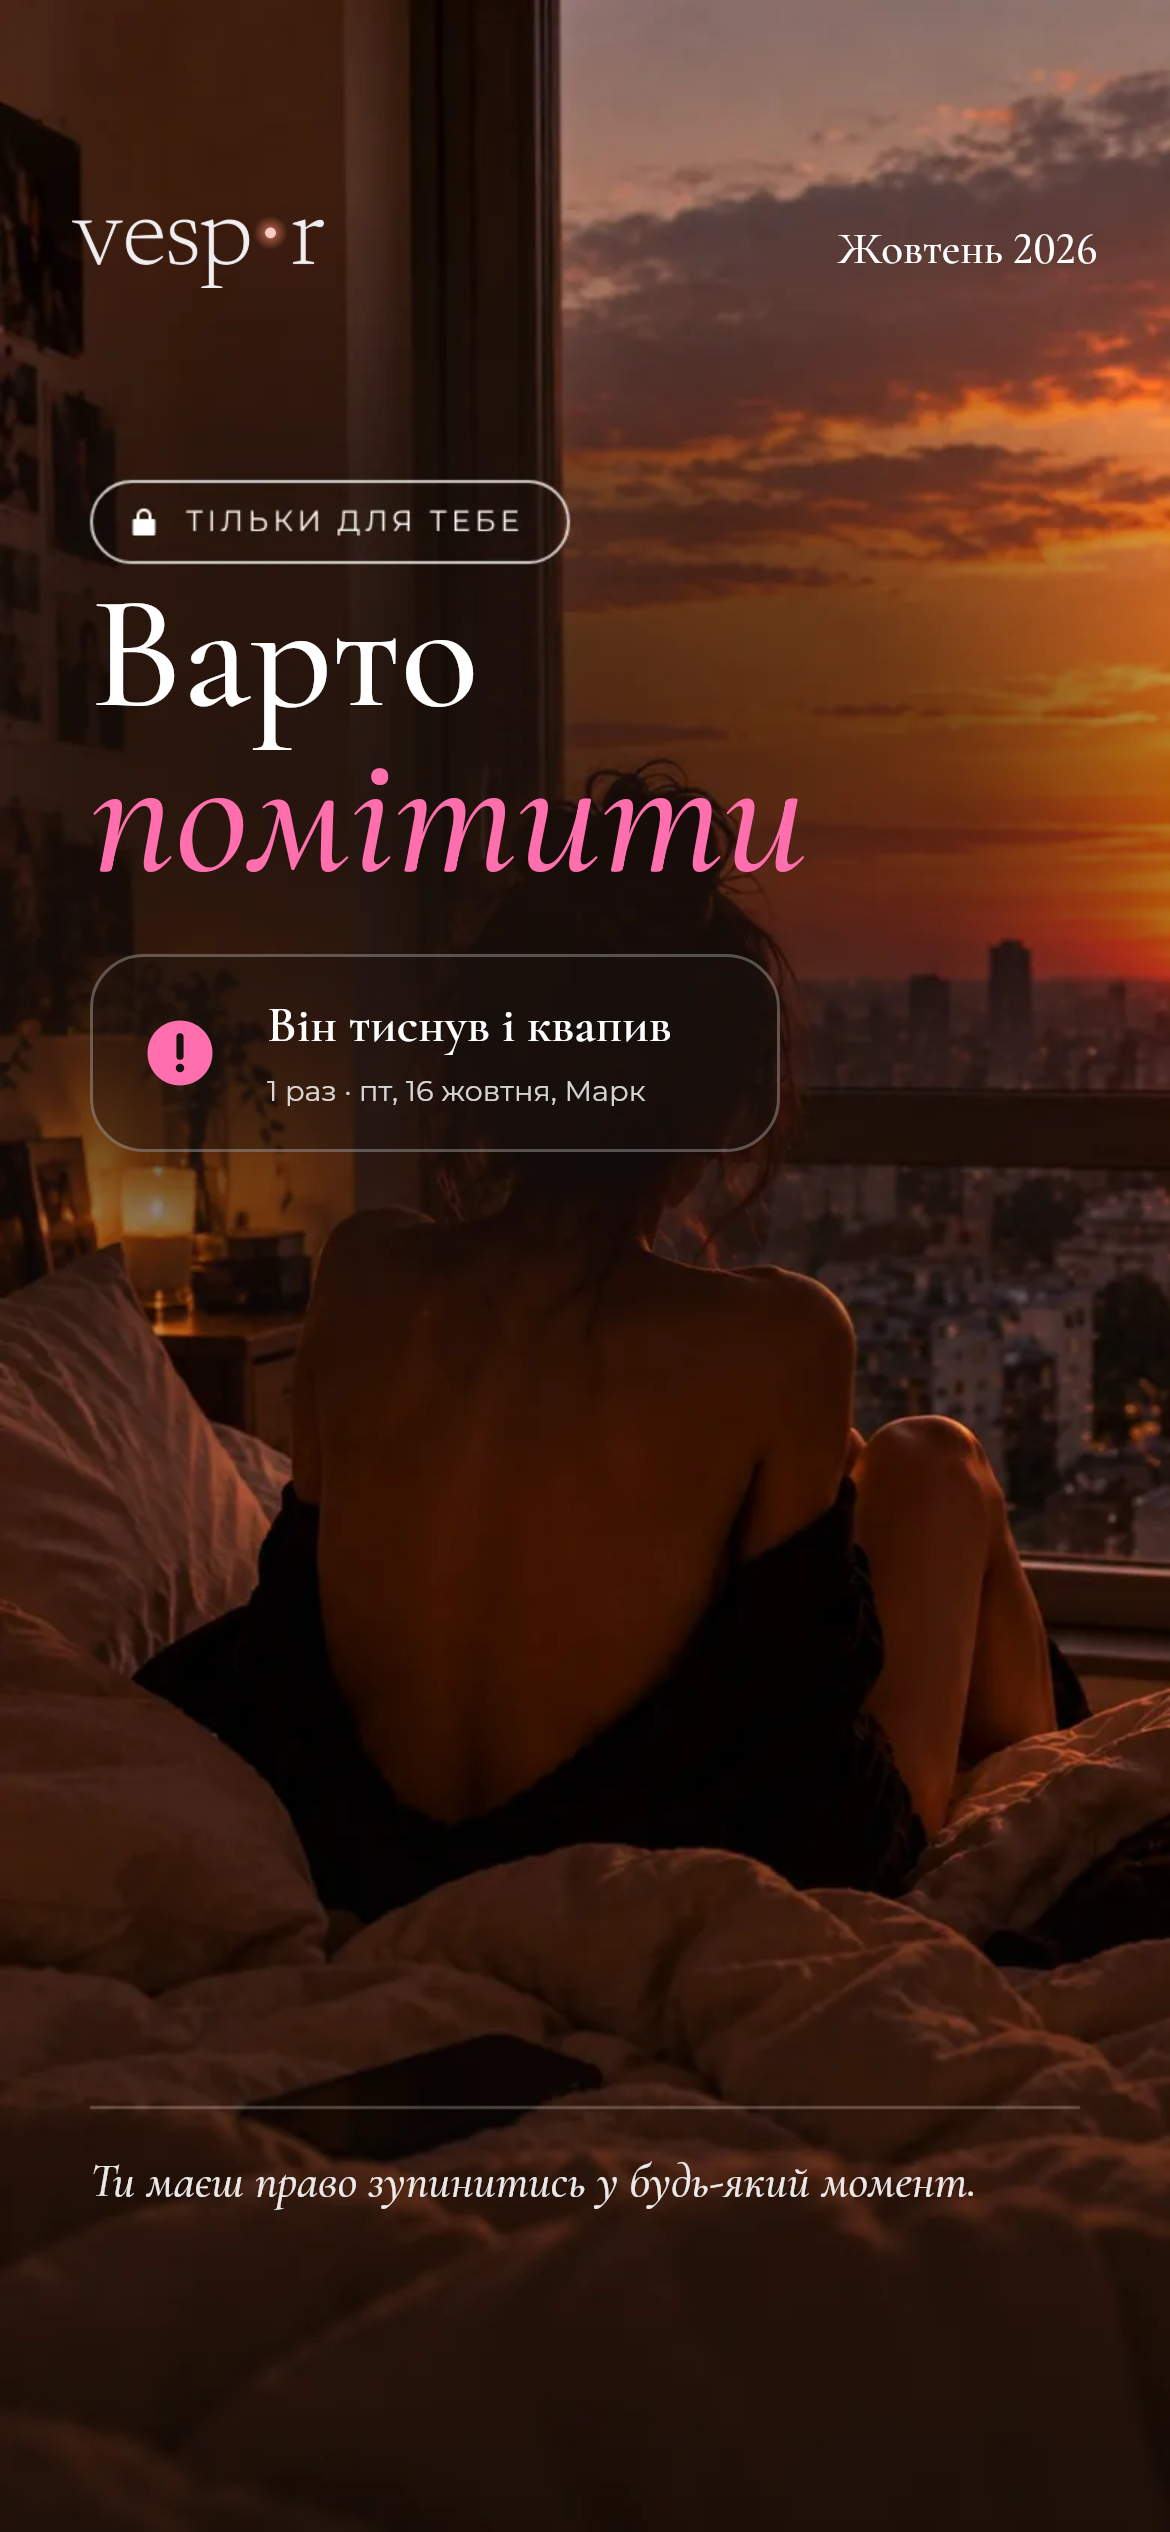 vesp•r
Жовтень 2026
ТІЛЬКИ ДЛЯ ТЕБЕ
Варто
помітити
Він тиснув і квапив
1 раз · пт, 16 жовтня, Марк
Ти маєш право зупинитись у будь-який момент.